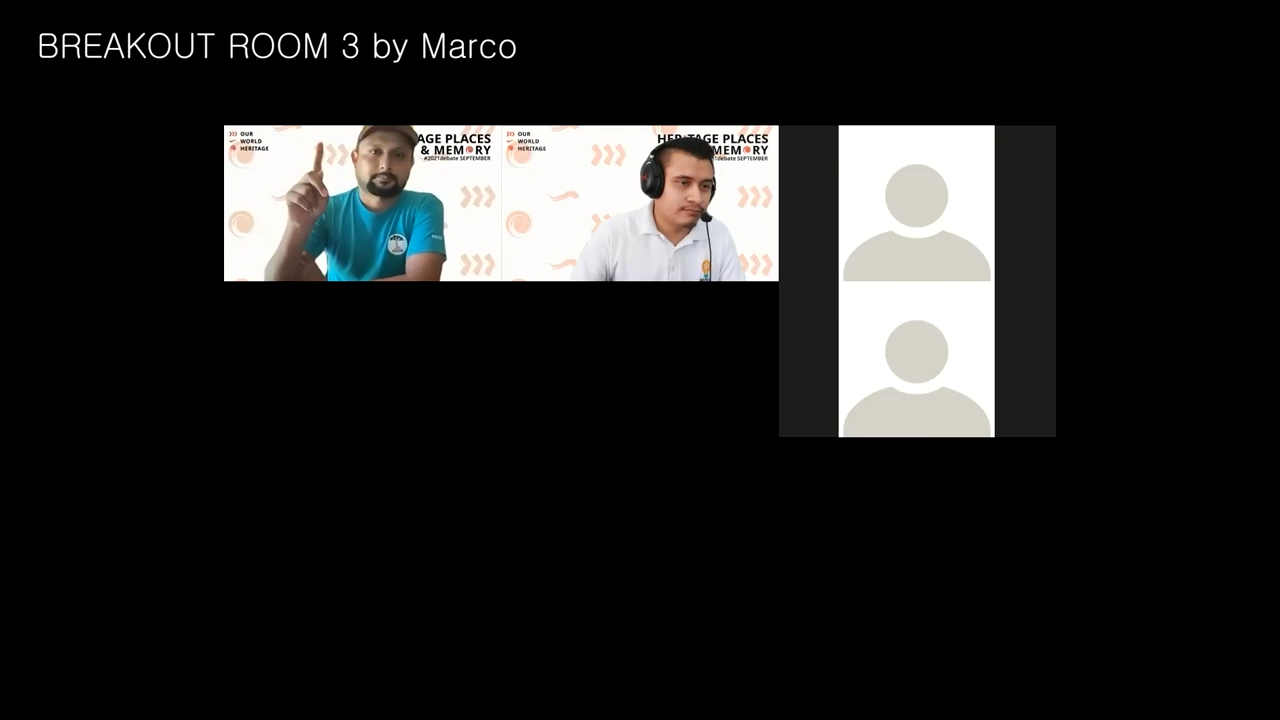 BREAKOUT ROOM 3 by Marco
OUR
WORLD
HERITAGE
AGE PLACES
& MEMORY
#2021debate SEPTEMBER
OUR
WORLD
HERITAGE
HERITAGE PLACES
MEMORY
2021debate SEPTEMBER